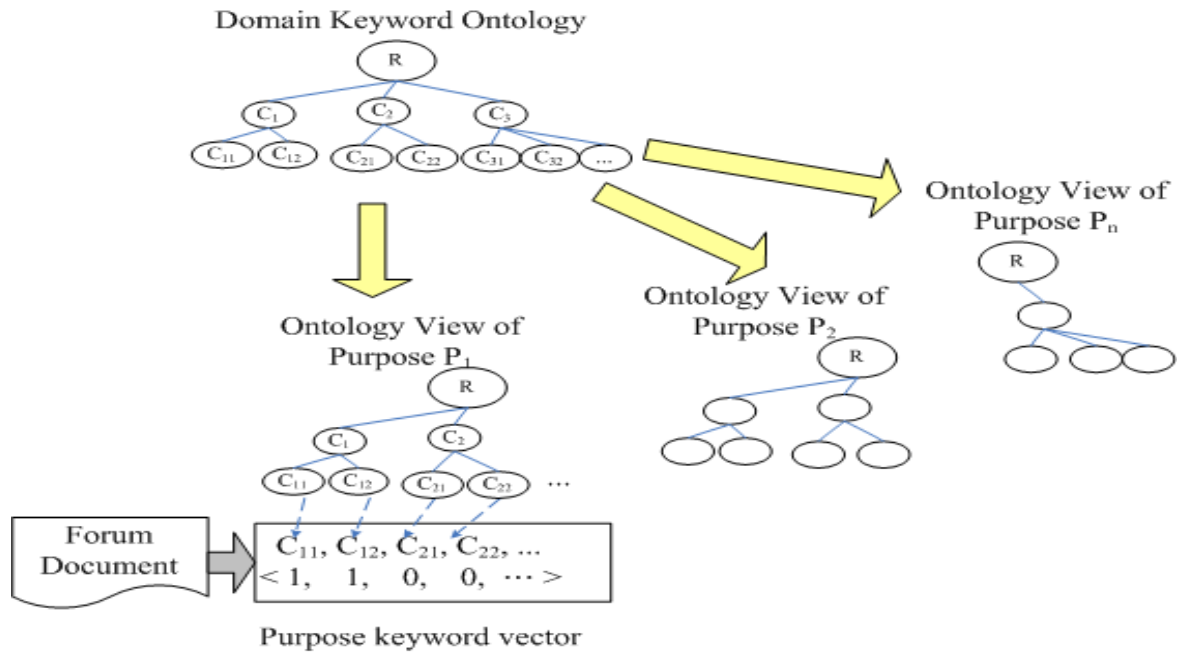 Domain Keyword Ontology
R
C₁ C₂ C₃
C₁₁ C₁₂ C₂₁ C₂₂ C₃₁ C₃₂ ...
Ontology View of
Purpose Pₙ
R
Ontology View of
Purpose P₂
R
Ontology View of
Purpose P₁
R
C₁ C₂
C₁₁ C₁₂ C₂₁ C₂₂ ...
Forum
Document
C₁₁, C₁₂, C₂₁, C₂₂, ...
< 1, 1, 0, 0, ... >
Purpose keyword vector